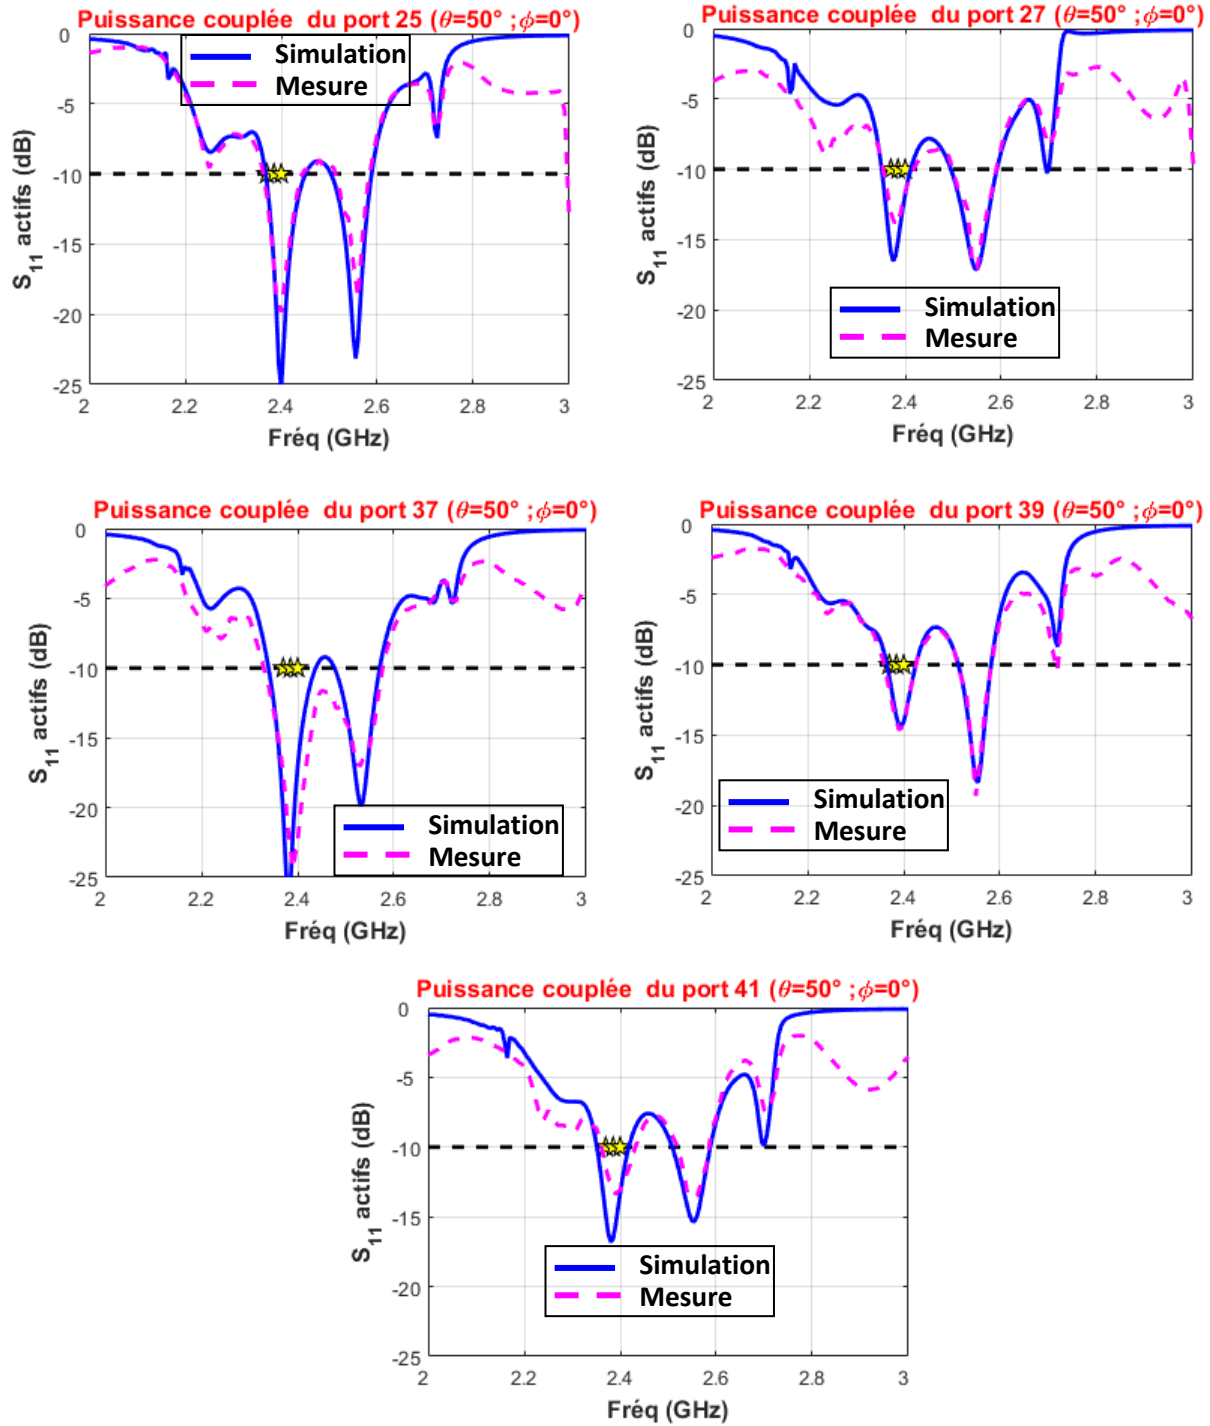 Puissance couplée du port 25 (θ=50° ;ϕ=0°)
0
-5
-10
-15
-20
-25
S11 actifs (dB)
Simulation
Mesure
2
2.2
2.4
2.6
2.8
3
Fréq (GHz)
Puissance couplée du port 27 (θ=50° ;ϕ=0°)
0
-5
-10
-15
-20
-25
S11 actifs (dB)
Simulation
Mesure
2
2.2
2.4
2.6
2.8
3
Fréq (GHz)
Puissance couplée du port 37 (θ=50° ;ϕ=0°)
0
-5
-10
-15
-20
-25
S11 actifs (dB)
Simulation
Mesure
2
2.2
2.4
2.6
2.8
3
Fréq (GHz)
Puissance couplée du port 39 (θ=50° ;ϕ=0°)
0
-5
-10
-15
-20
-25
S11 actifs (dB)
Simulation
Mesure
2
2.2
2.4
2.6
2.8
3
Fréq (GHz)
Puissance couplée du port 41 (θ=50° ;ϕ=0°)
0
-5
-10
-15
-20
-25
S11 actifs (dB)
Simulation
Mesure
2
2.2
2.4
2.6
2.8
3
Fréq (GHz)